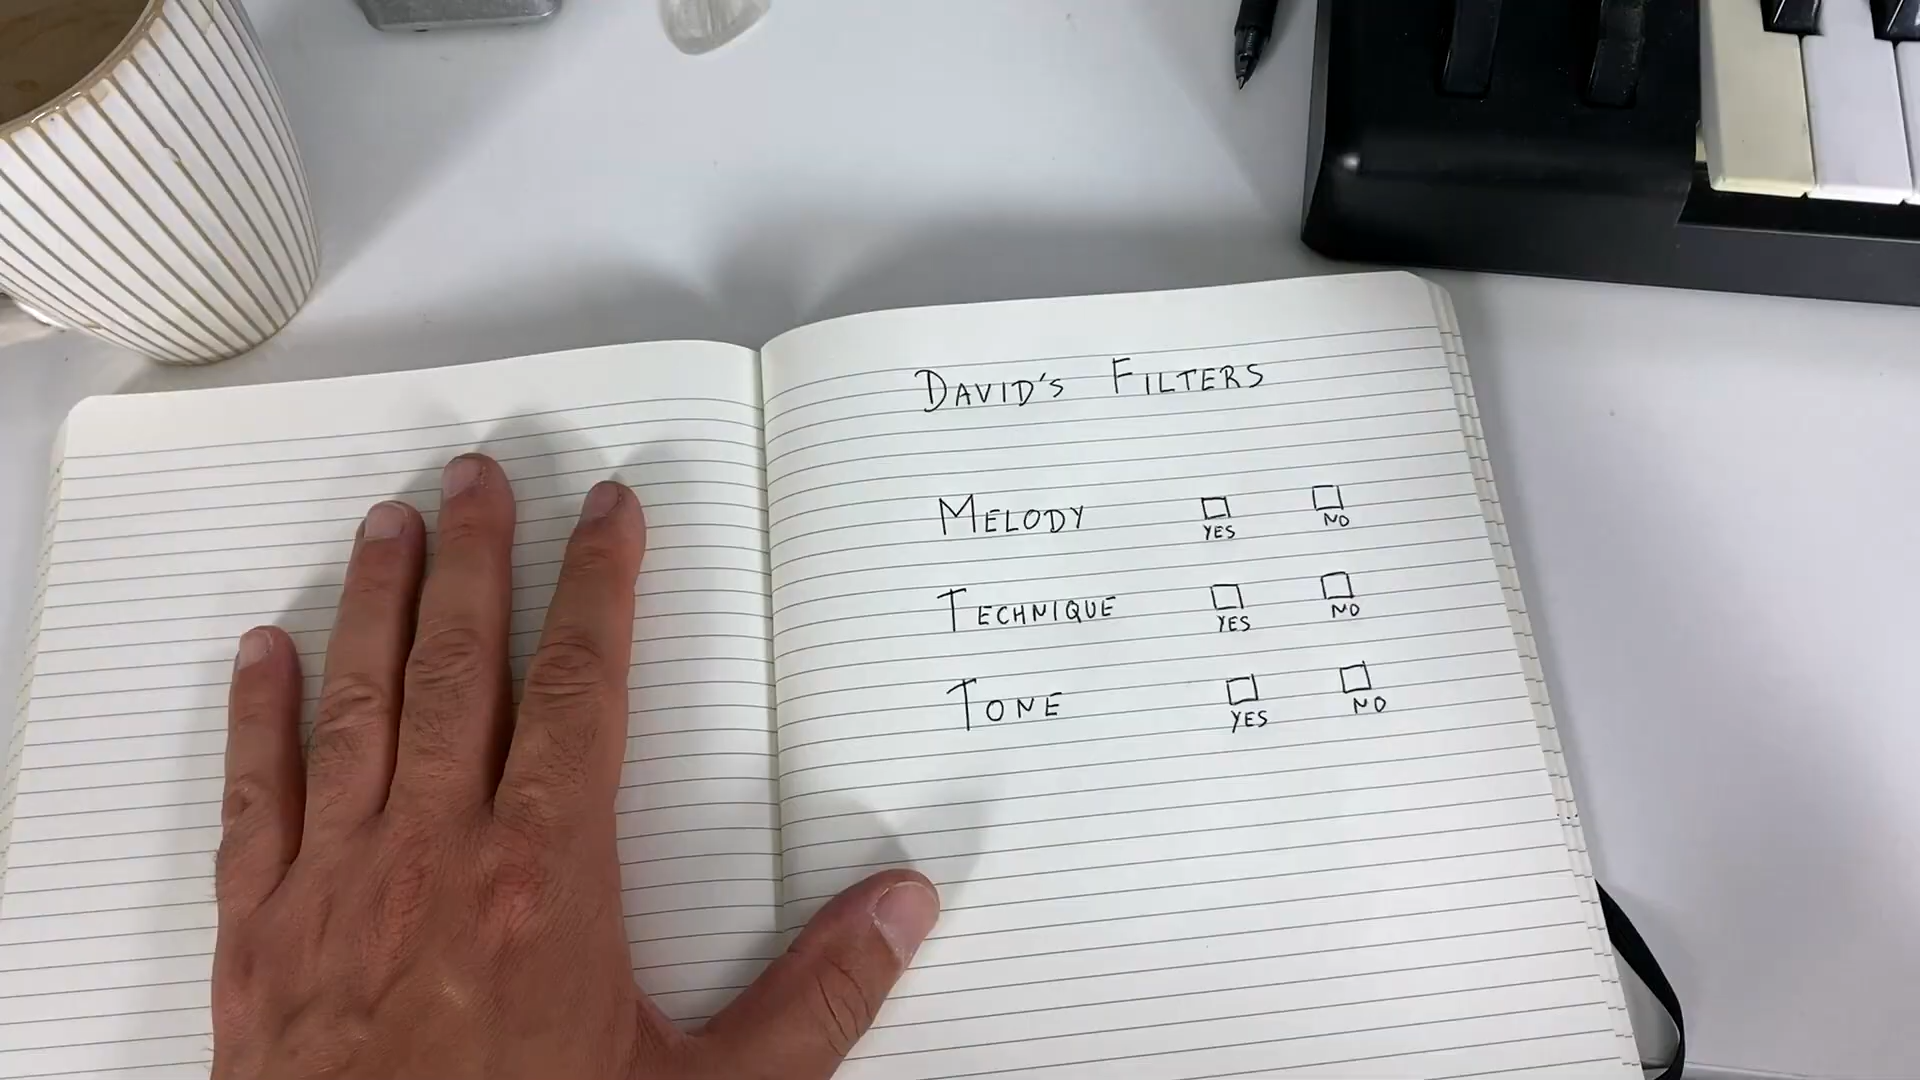 DAVID'S FILTERS
MELODY YES NO
TECHNIQUE YES NO
TONE YES NO